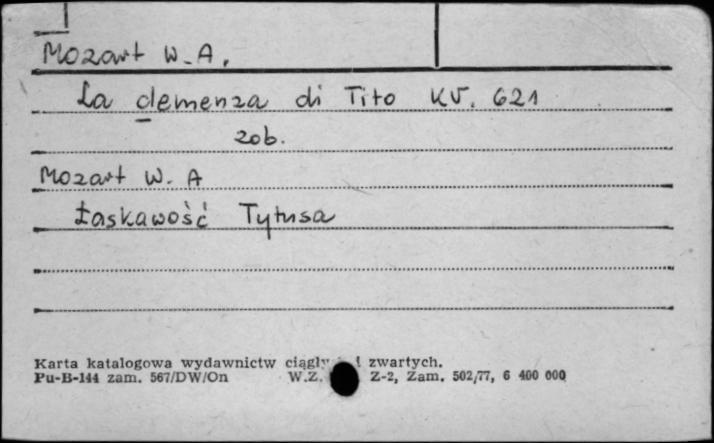 Mozart W. A.
La clemenza di Tito KV. 621
zob.
Mozart W. A
Łaskawość Tytusa
Karta katalogowa wydawnictw zwartych.
Pu-B-144 zam. 567/DW/On W.Z. Z-2, Zam. 502/77, 6 400 000